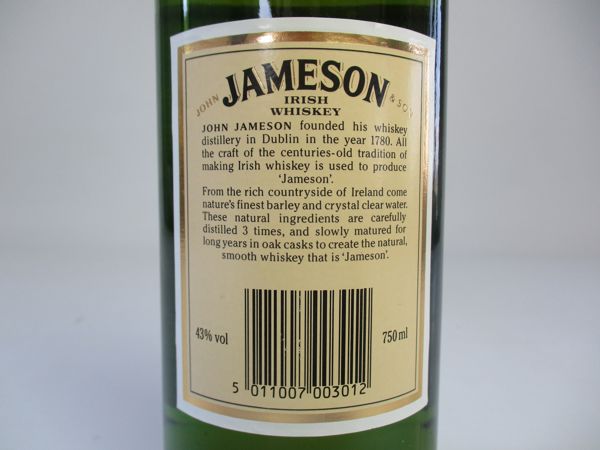 JOHN JAMESON & SON
IRISH
WHISKEY
JOHN JAMESON founded his whiskey
distillery in Dublin in the year 1780. All
the craft of the centuries-old tradition of
making Irish whiskey is used to produce
‘Jameson’.
From the rich countryside of Ireland come
nature's finest barley and crystal clear water.
These natural ingredients are carefully
distilled 3 times, and slowly matured for
long years in oak casks to create the natural,
smooth whiskey that is ‘Jameson’.
43% vol
750 ml
5 011007 003012